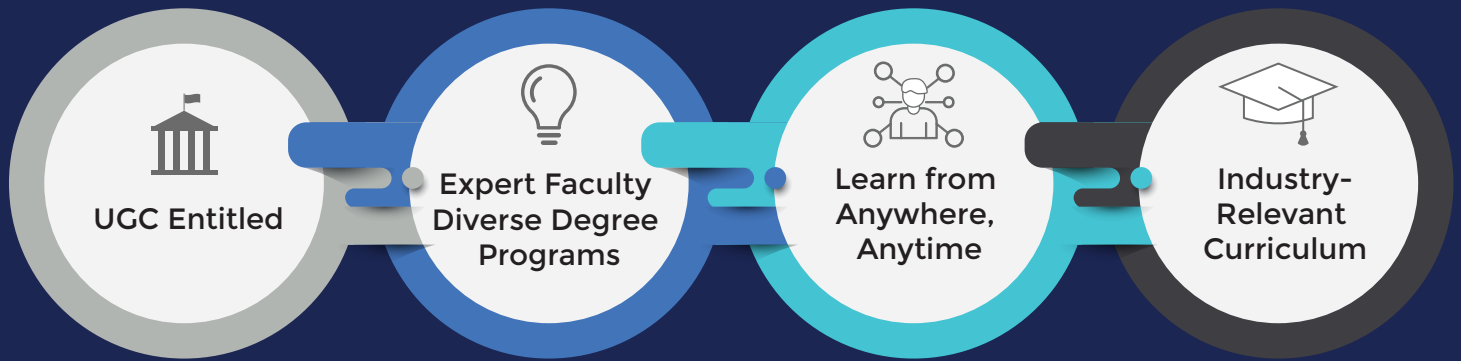 UGC Entitled
Expert Faculty
Diverse Degree
Programs
Learn from
Anywhere,
Anytime
Industry-
Relevant
Curriculum